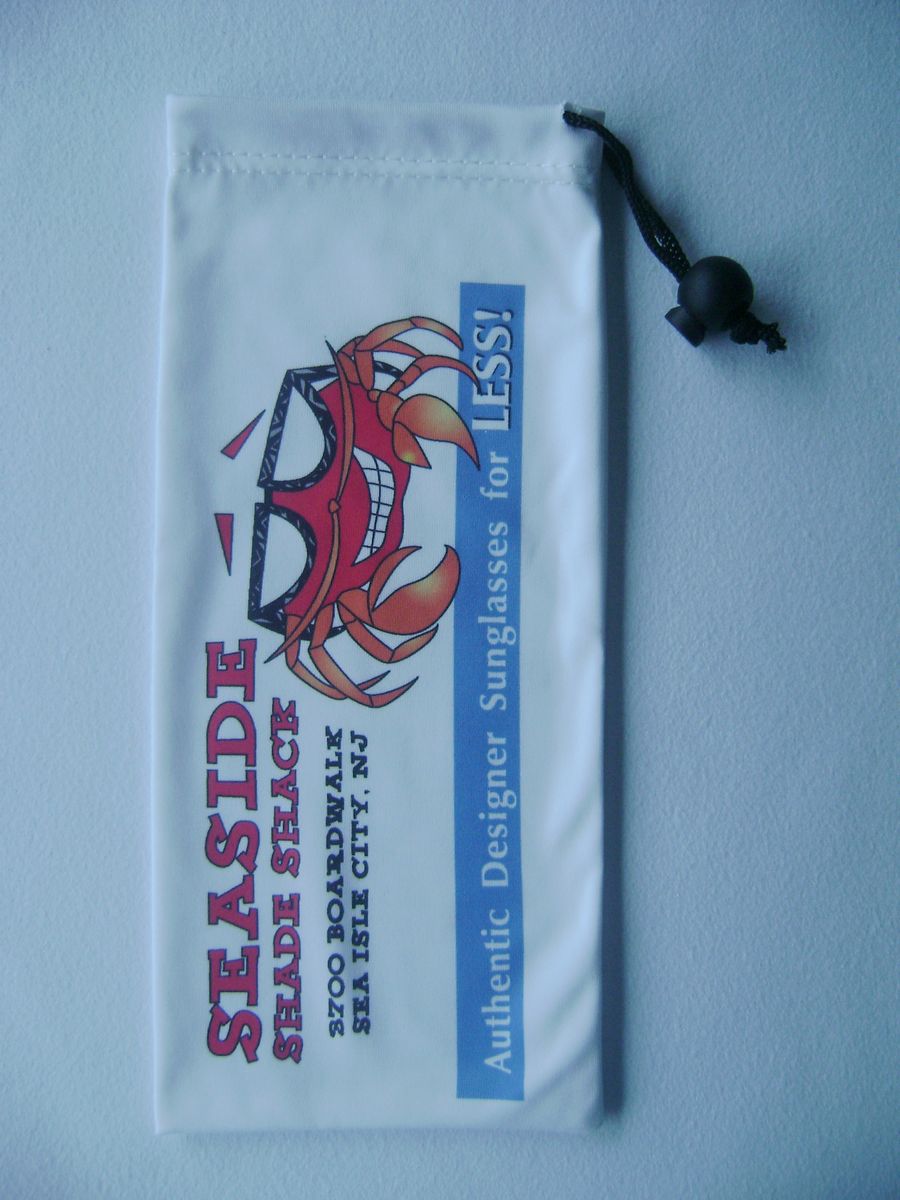 SEASIDE
SHADE SHACK
3700 BOARDWALK
SEA ISLE CITY, NJ
Authentic Designer Sunglasses for LESS!